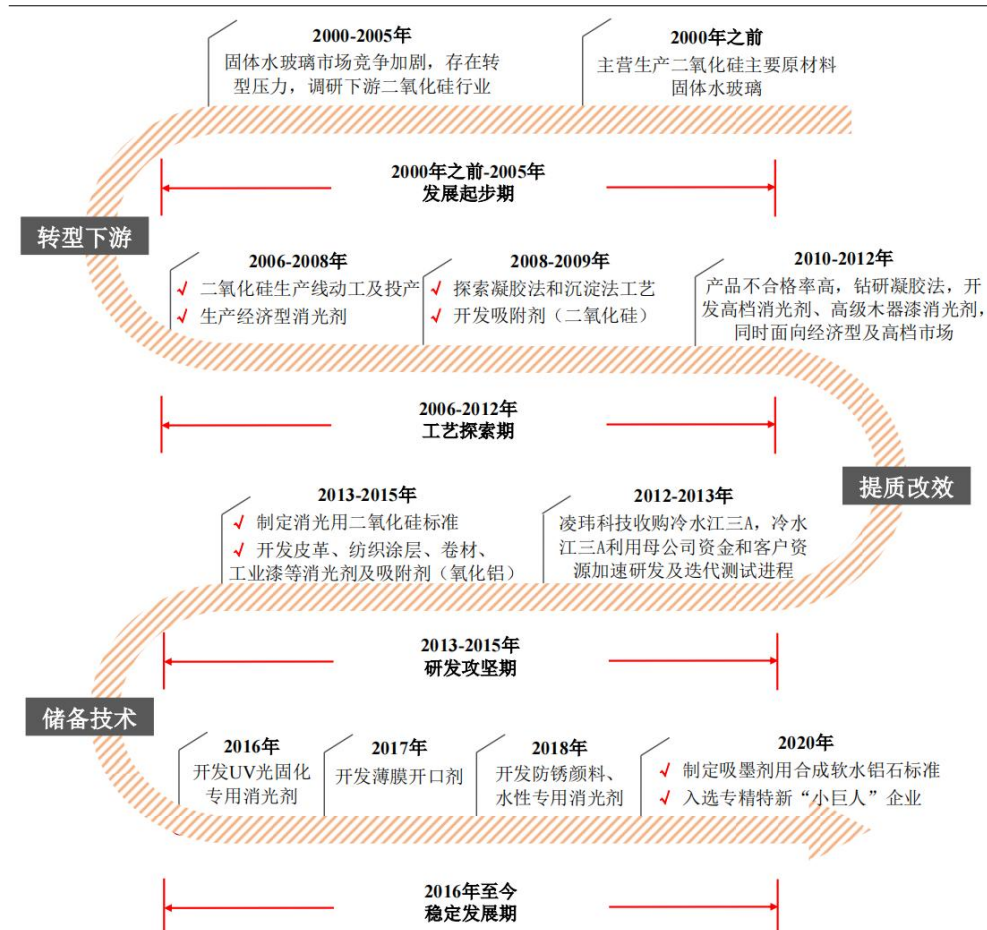 2000-2005年
固体水玻璃市场竞争加剧，存在转
型压力，调研下游二氧化硅行业
2000年之前
主营生产二氧化硅主要原材料
固体水玻璃
2000年之前-2005年
发展起步期
转型下游
2006-2008年
√ 二氧化硅生产线动工及投产
√ 生产经济型消光剂
2008-2009年
√ 探索凝胶法和沉淀法工艺
√ 开发吸附剂（二氧化硅）
2010-2012年
产品不合格率高，钻研凝胶法，开
发高档消光剂、高级木器漆消光剂，
同时面向经济型及高档市场
2006-2012年
工艺探索期
提质改效
2013-2015年
√ 制定消光用二氧化硅标准
√ 开发皮革、纺织涂层、卷材、
工业漆等消光剂及吸附剂（氧化铝）
2012-2013年
凌玮科技收购冷水江三A，冷水
江三A利用母公司资金和客户资
源加速研发及迭代测试进程
2013-2015年
研发攻坚期
储备技术
2016年
开发UV光固化
专用消光剂
2017年
开发薄膜开口剂
2018年
开发防锈颜料、
水性专用消光剂
2020年
√ 制定吸墨剂用合成软水铝石标准
√ 入选专精特新“小巨人”企业
2016年至今
稳定发展期